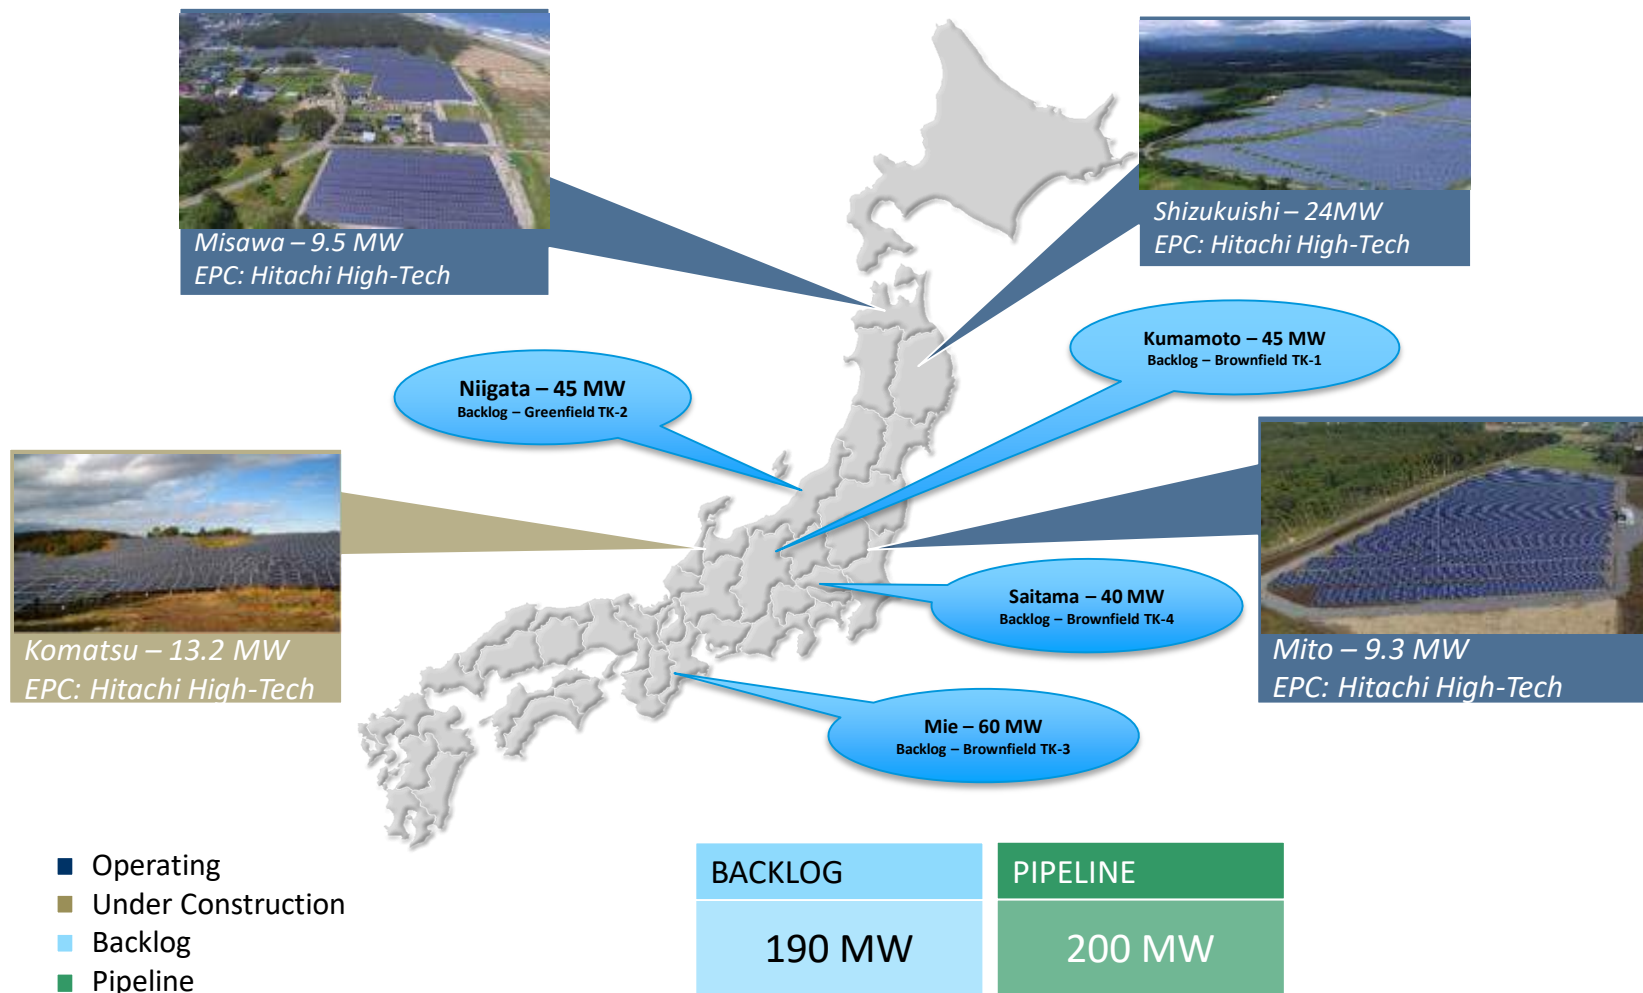 Misawa – 9.5 MW
EPC: Hitachi High-Tech
Shizukuishi – 24MW
EPC: Hitachi High-Tech
Kumamoto – 45 MW
Backlog – Brownfield TK-1
Niigata – 45 MW
Backlog – Greenfield TK-2
Komatsu – 13.2 MW
EPC: Hitachi High-Tech
Saitama – 40 MW
Backlog – Brownfield TK-4
Mito – 9.3 MW
EPC: Hitachi High-Tech
Mie – 60 MW
Backlog – Brownfield TK-3
Operating
Under Construction
Backlog
Pipeline
BACKLOG
190 MW
PIPELINE
200 MW